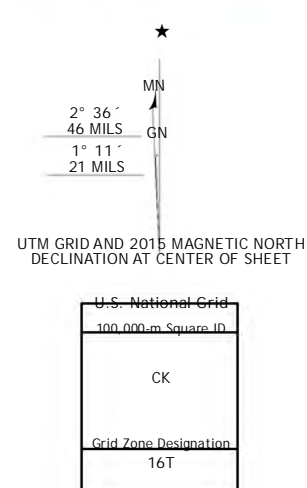 MN
2° 36´
46 MILS
GN
1° 11´
21 MILS
UTM GRID AND 2015 MAGNETIC NORTH
DECLINATION AT CENTER OF SHEET
U.S. National Grid
100,000-m Square ID
CK
Grid Zone Designation
16T